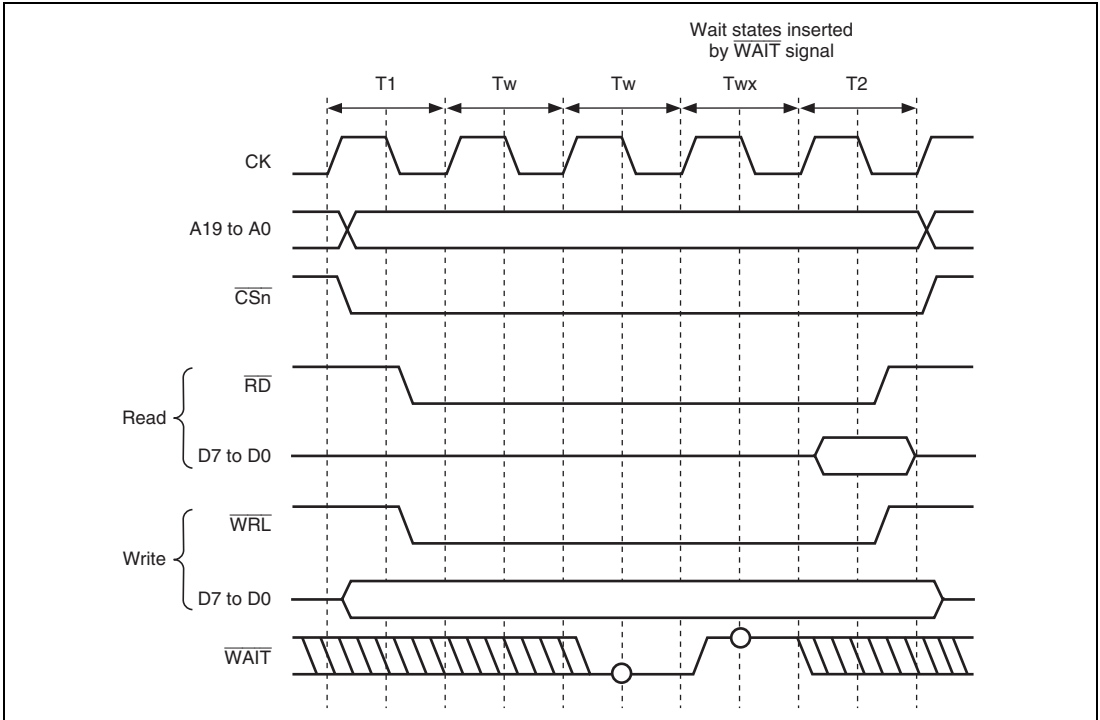 Wait states inserted
by WAIT signal
T1 Tw Tw Twx T2
CK
A19 to A0
CSn
RD
Read
D7 to D0
WRL
Write
D7 to D0
WAIT